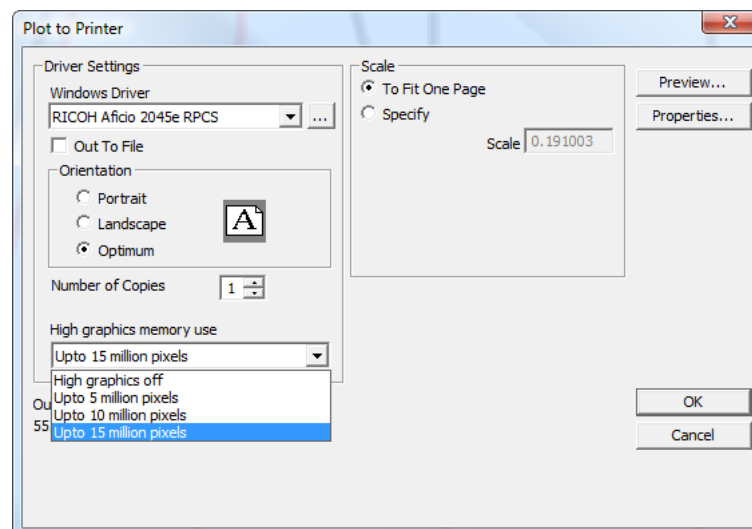 Plot to Printer
X
Driver Settings
Windows Driver
RICOH Aficio 2045e RPCS
...
Out To File
Orientation
Portrait
Landscape
Optimum
A
Number of Copies
1
High graphics memory use
Upto 15 million pixels
High graphics off
Upto 5 million pixels
Upto 10 million pixels
Upto 15 million pixels
Ou
55
Scale
To Fit One Page
Specify
Scale 0.191003
Preview...
Properties...
OK
Cancel